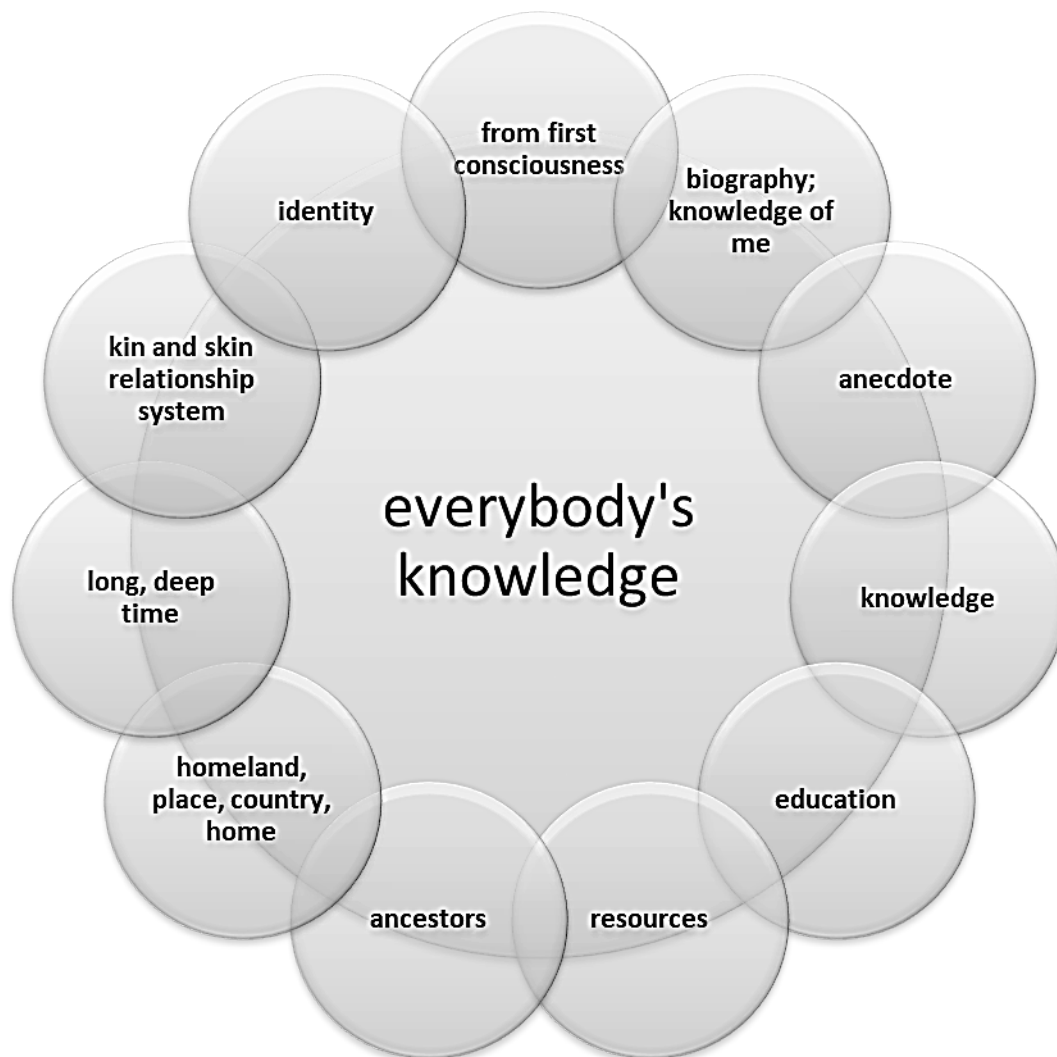 from first
consciousness
biography;
knowledge of
me
anecdote
knowledge
education
resources
ancestors
homeland,
place, country,
home
long, deep
time
kin and skin
relationship
system
identity
everybody's
knowledge